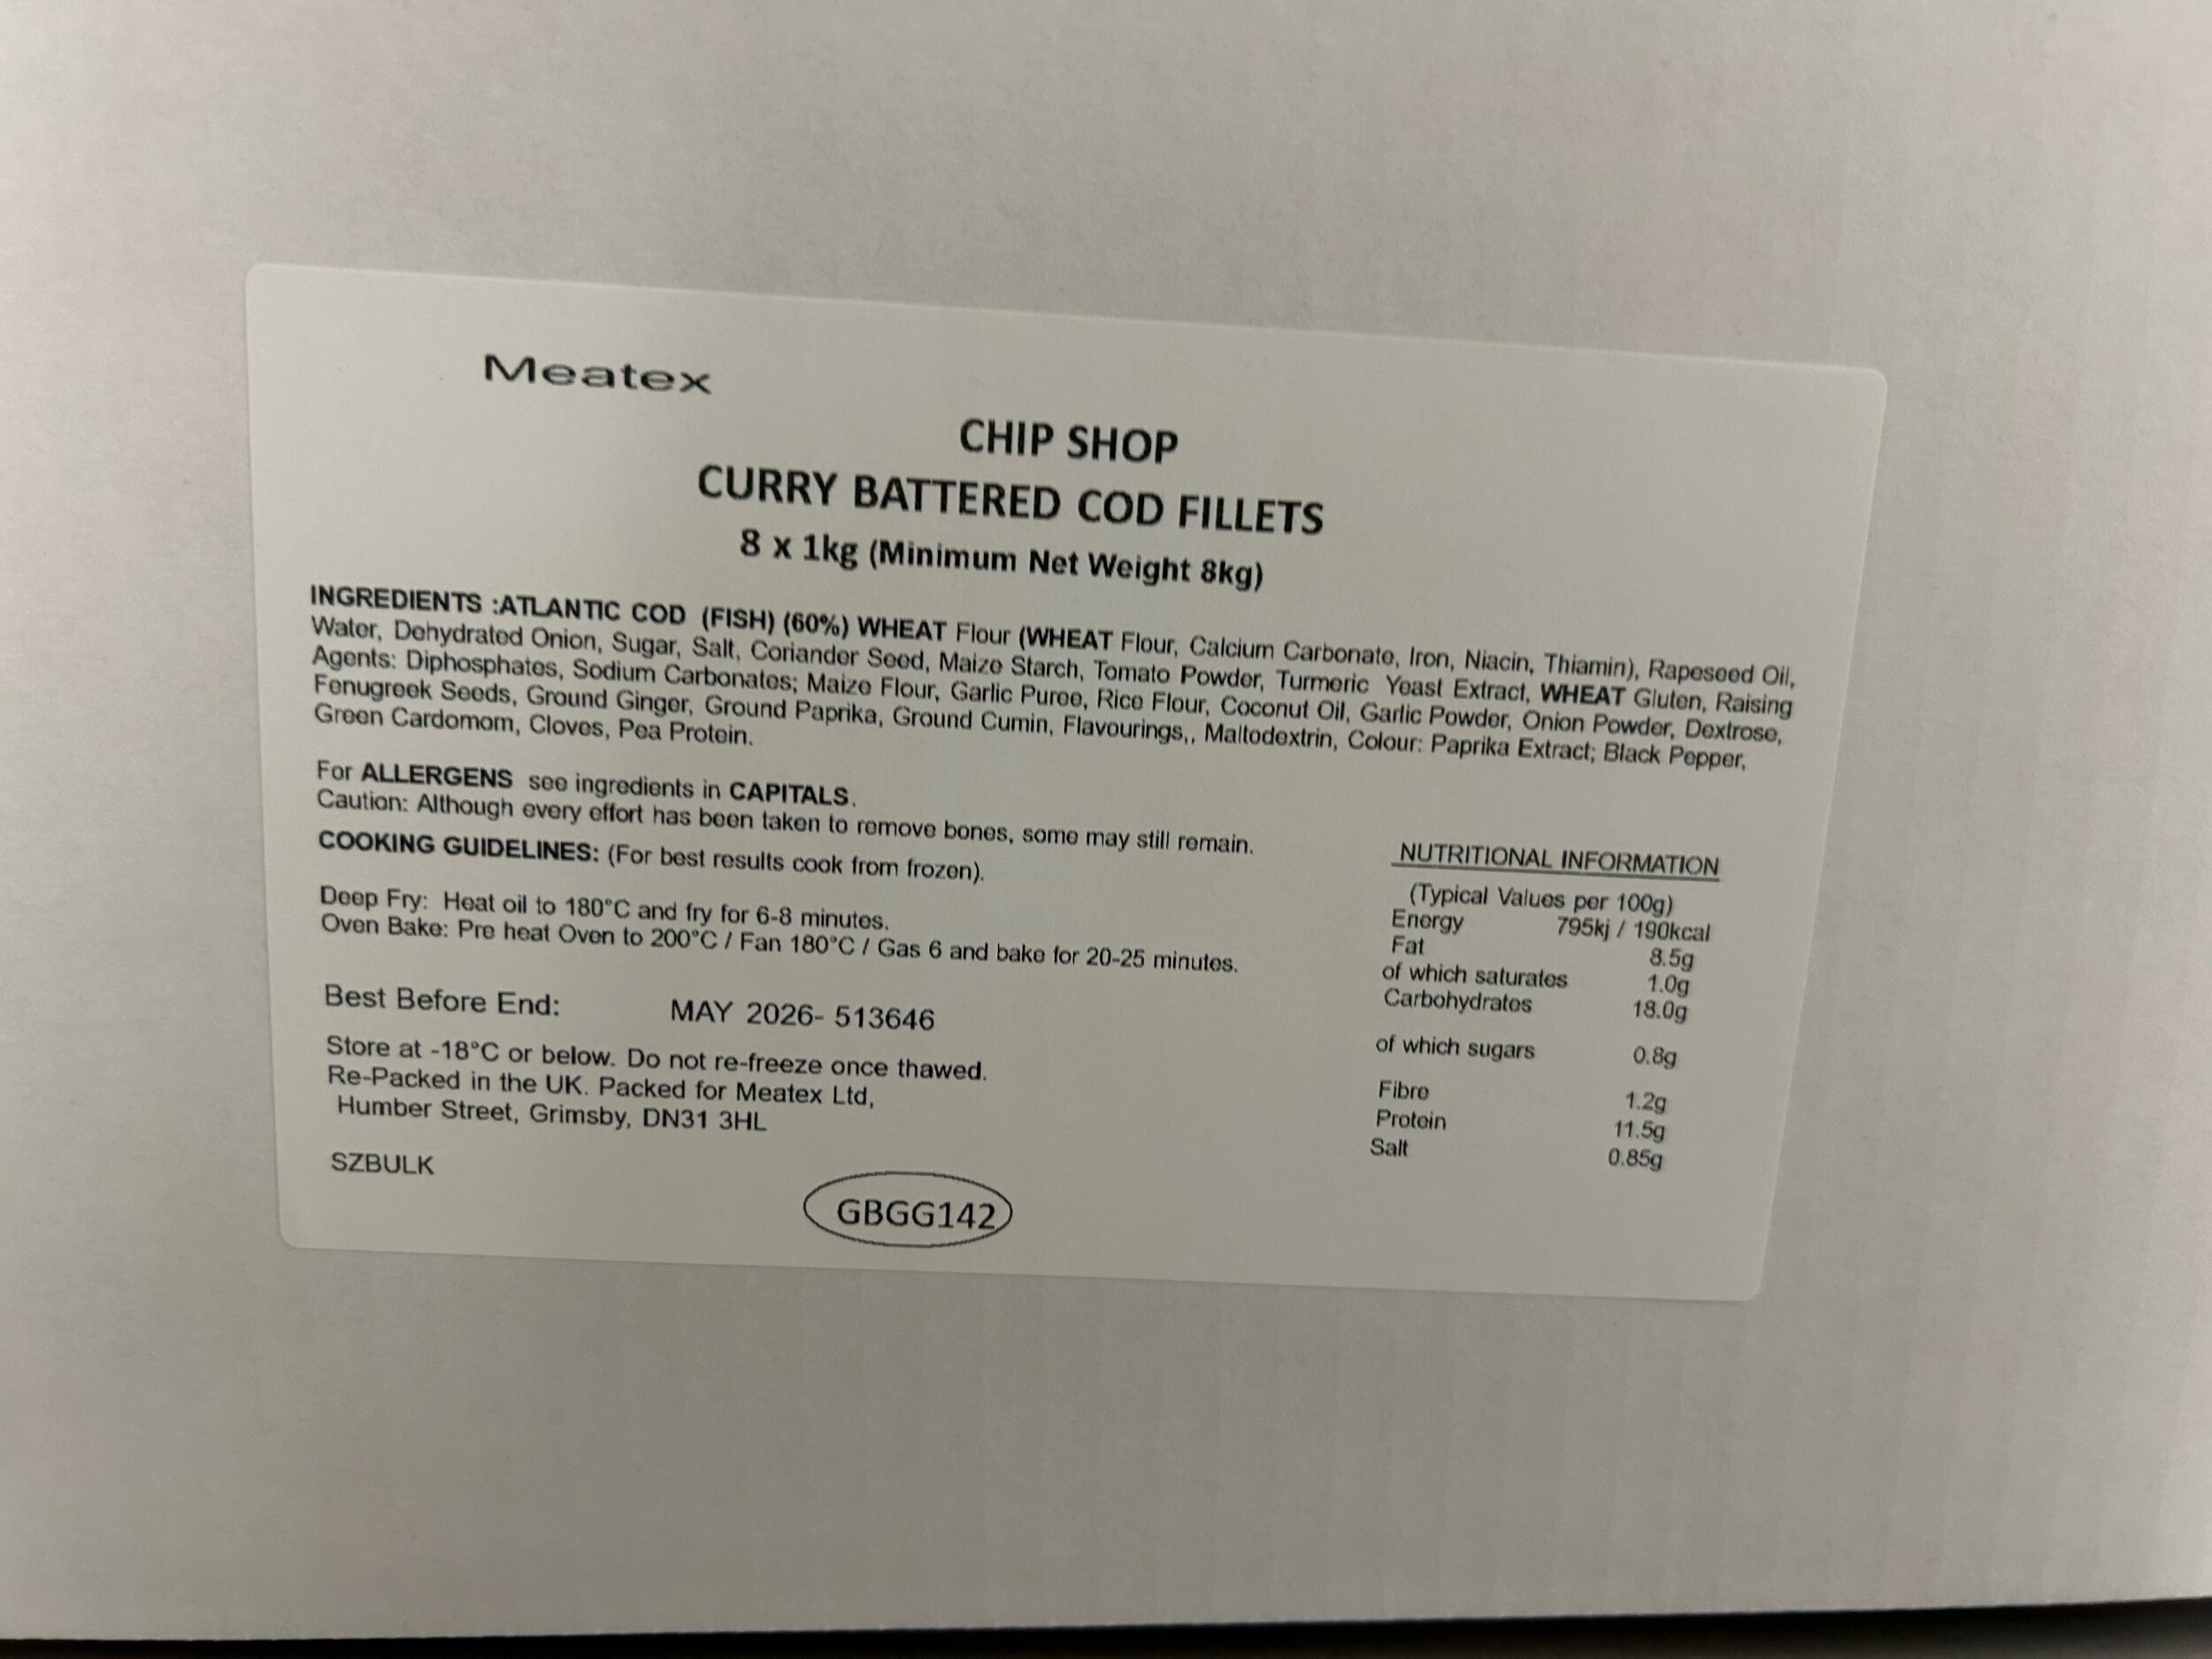 Meatex
CHIP SHOP
CURRY BATTERED COD FILLETS
8 x 1kg (Minimum Net Weight 8kg)
INGREDIENTS :ATLANTIC COD (FISH) (60%) WHEAT Flour (WHEAT Flour, Calcium Carbonate, Iron, Niacin, Thiamin), Rapeseed Oil,
Water, Dehydrated Onion, Sugar, Salt, Coriander Seed, Maize Starch, Tomato Powder, Turmeric Yeast Extract, WHEAT Gluten, Raising
Agents: Diphosphates, Sodium Carbonates; Maize Flour, Garlic Puree, Rice Flour, Coconut Oil, Garlic Powder, Onion Powder, Dextrose,
Fenugreek Seeds, Ground Ginger, Ground Paprika, Ground Cumin, Flavourings,, Maltodextrin, Colour: Paprika Extract; Black Pepper,
Green Cardomom, Cloves, Pea Protein.
For ALLERGENS see ingredients in CAPITALS.
Caution: Although every effort has been taken to remove bones, some may still remain.
COOKING GUIDELINES: (For best results cook from frozen).
Deep Fry: Heat oil to 180°C and fry for 6-8 minutes.
Oven Bake: Pre heat Oven to 200°C / Fan 180°C / Gas 6 and bake for 20-25 minutes.
Best Before End: MAY 2026- 513646
Store at -18°C or below. Do not re-freeze once thawed.
Re-Packed in the UK. Packed for Meatex Ltd,
Humber Street, Grimsby, DN31 3HL
SZBULK
GBGG142
NUTRITIONAL INFORMATION
(Typical Values per 100g)
Energy 795kj / 190kcal
Fat 8.5g
of which saturates 1.0g
Carbohydrates 18.0g
of which sugars 0.8g
Fibre 1.2g
Protein 11.5g
Salt 0.85g